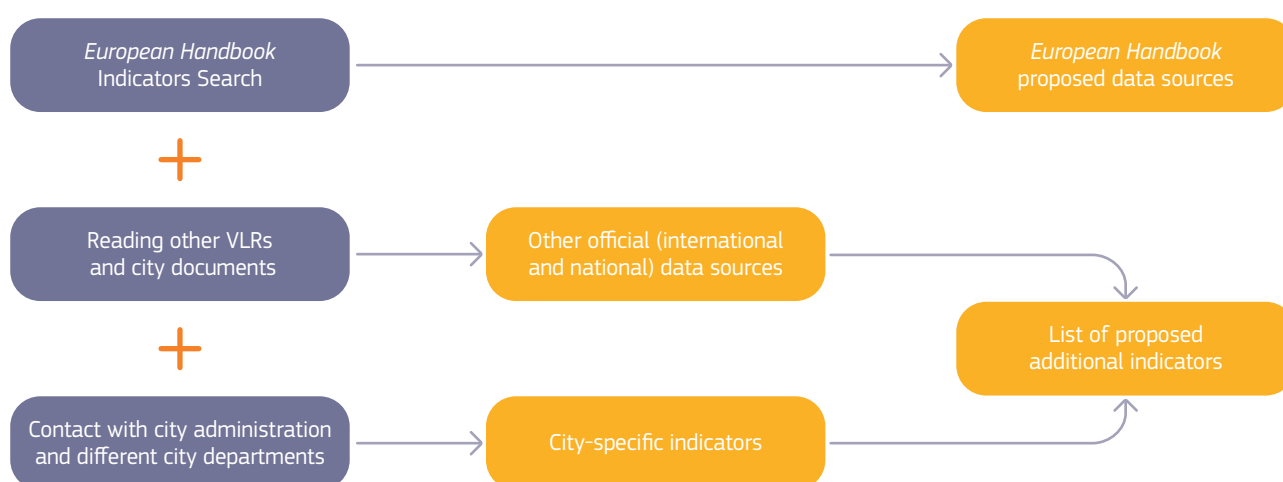 European Handbook
Indicators Search
European Handbook
proposed data sources
Reading other VLRs
and city documents
Other official (international
and national) data sources
List of proposed
additional indicators
Contact with city administration
and different city departments
City-specific indicators